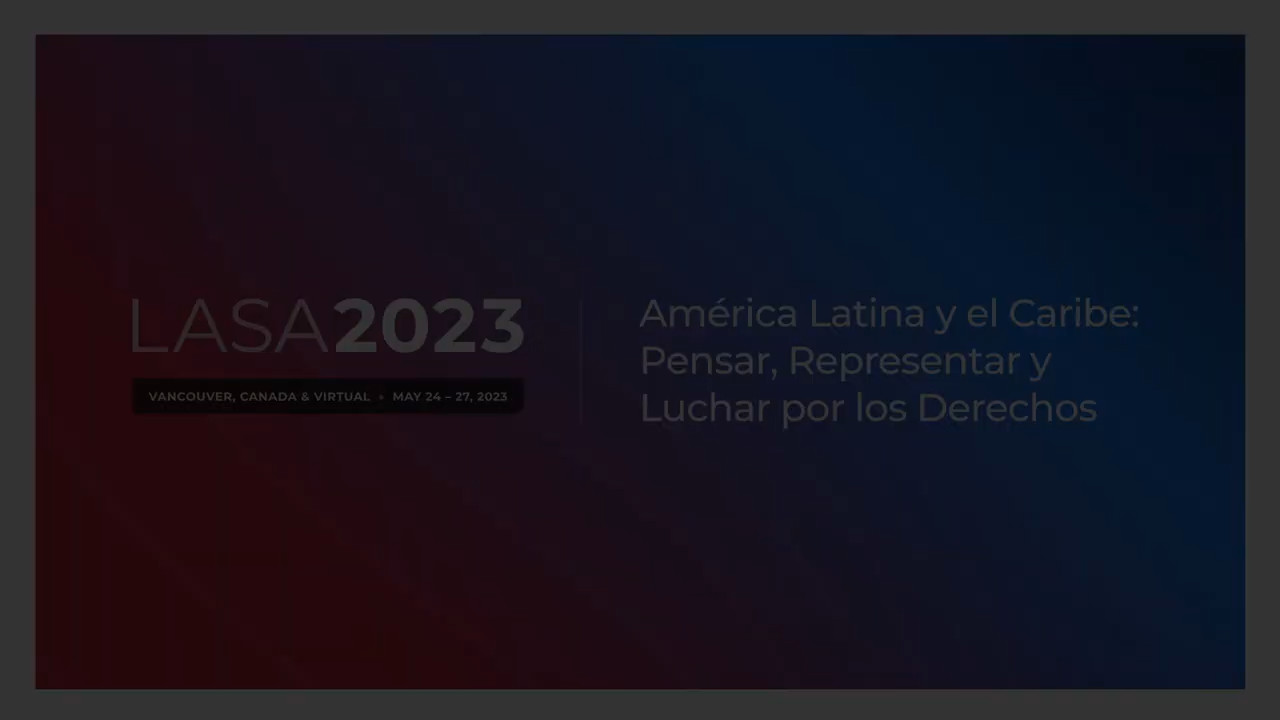 LASA2023
VANCOUVER, CANADA & VIRTUAL • MAY 24 – 27, 2023
América Latina y el Caribe:
Pensar, Representar y
Luchar por los Derechos